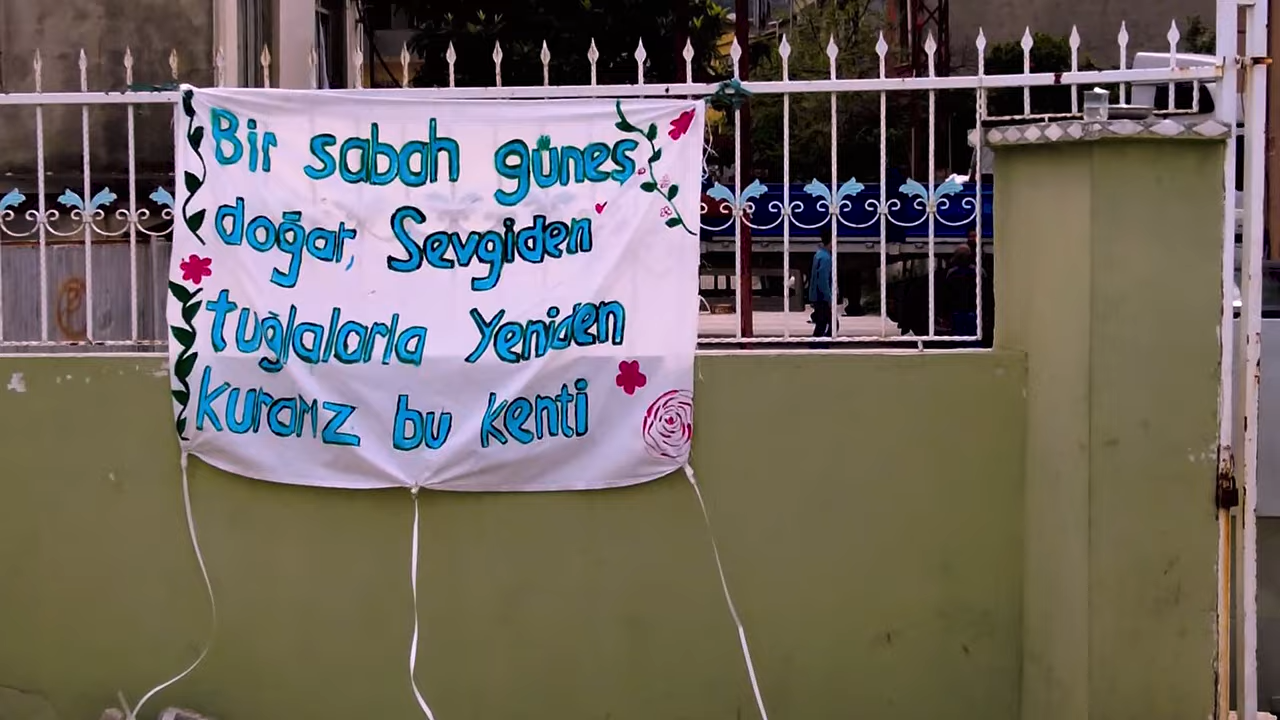 Bir sabah güneş
doğar, Sevgiden
tuğlalarla Yeniden
kurarız bu kenti